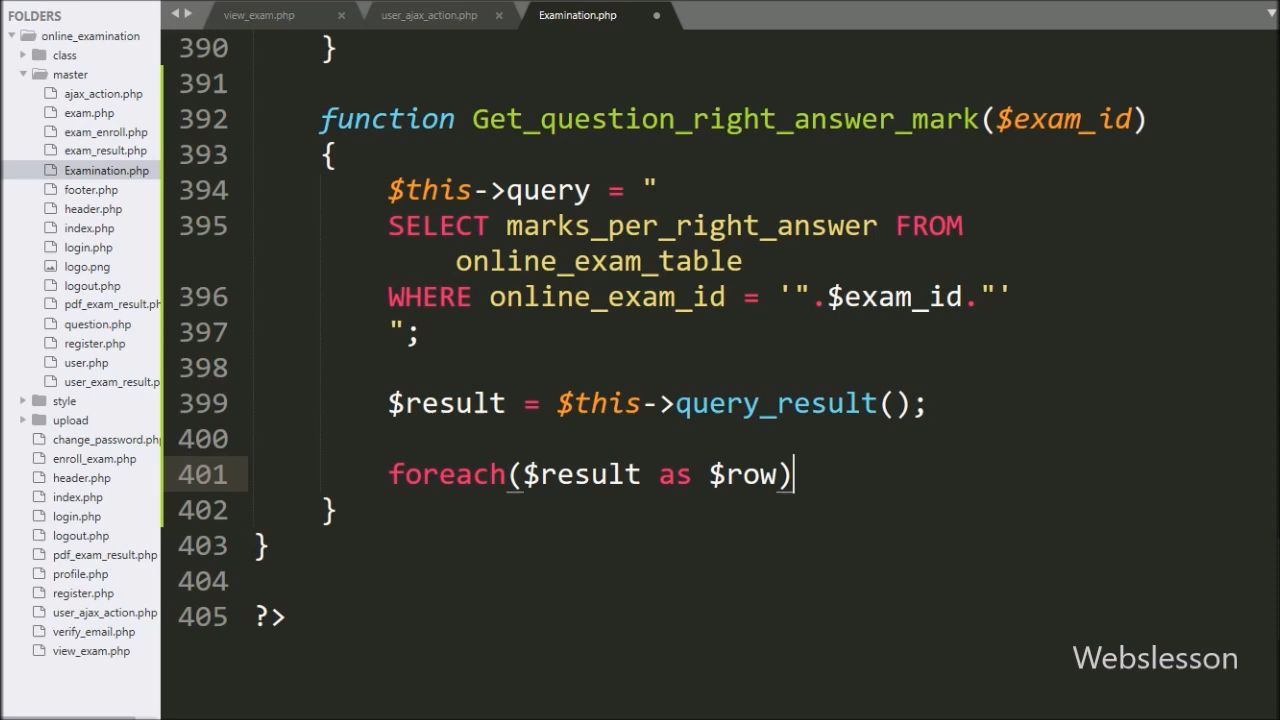 FOLDERS
online_examination
class
master
ajax_action.php
exam.php
exam_enroll.php
exam_result.php
Examination.php
footer.php
header.php
index.php
login.php
logo.png
logout.php
pdf_exam_result.ph
question.php
register.php
user.php
user_exam_result.p
style
upload
change_password.ph
enroll_exam.php
header.php
index.php
login.php
logout.php
pdf_exam_result.php
profile.php
register.php
user_ajax_action.php
verify_email.php
view_exam.php
view_exam.php × user_ajax_action.php × Examination.php
390 }
391
392 function Get_question_right_answer_mark($exam_id)
393 {
394 $this->query = "
395 SELECT marks_per_right_answer FROM
online_exam_table
396 WHERE online_exam_id = '".$exam_id."'
397 ";
398
399 $result = $this->query_result();
400
401 foreach($result as $row)
402 }
403 }
404
405 ?>
Webslesson